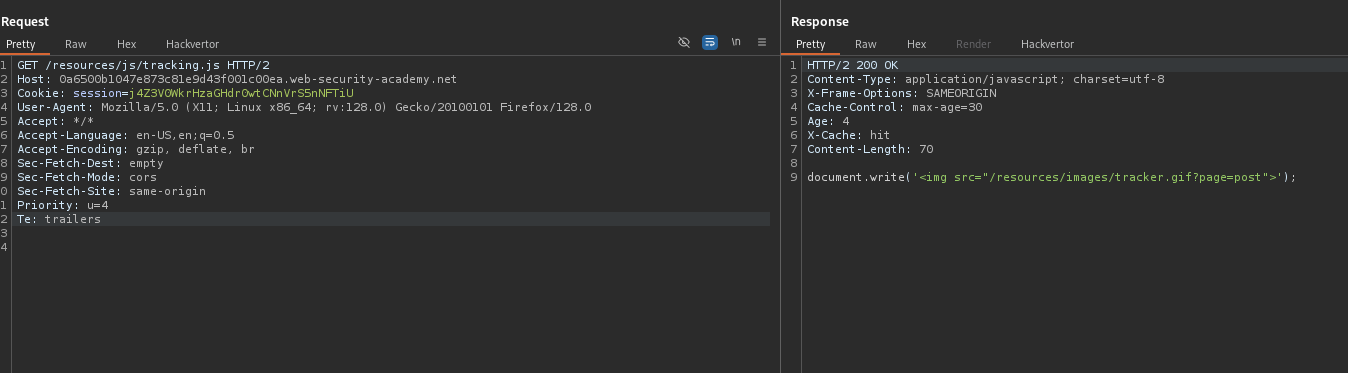 Request
Pretty Raw Hex Hackvertor \n
1 GET /resources/js/tracking.js HTTP/2
2 Host: 0a6500b1047e873c81e9d43f001c00ea.web-security-academy.net
3 Cookie: session=j4Z3V0WkrHzaGHdr0wtCNnVrS5nNFTiU
4 User-Agent: Mozilla/5.0 (X11; Linux x86_64; rv:128.0) Gecko/20100101 Firefox/128.0
5 Accept: */*
6 Accept-Language: en-US,en;q=0.5
7 Accept-Encoding: gzip, deflate, br
8 Sec-Fetch-Dest: empty
9 Sec-Fetch-Mode: cors
0 Sec-Fetch-Site: same-origin
1 Priority: u=4
2 Te: trailers
3
4
Response
Pretty Raw Hex Render Hackvertor
1 HTTP/2 200 OK
2 Content-Type: application/javascript; charset=utf-8
3 X-Frame-Options: SAMEORIGIN
4 Cache-Control: max-age=30
5 Age: 4
6 X-Cache: hit
7 Content-Length: 70
8
9 document.write('<img src="/resources/images/tracker.gif?page=post">');